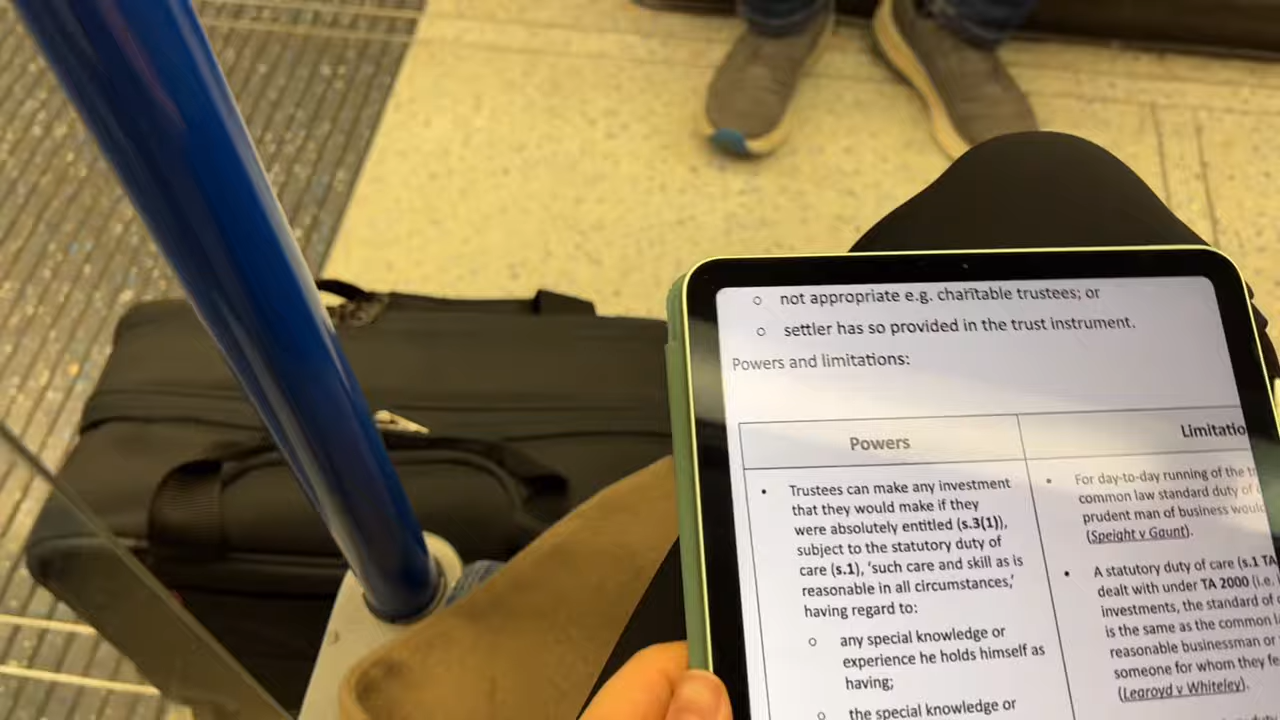 not appropriate e.g. charitable trustees; or
settler has so provided in the trust instrument.
Powers and limitations:
Powers
Trustees can make any investment
that they would make if they
were absolutely entitled (s.3(1)),
subject to the statutory duty of
care (s.1), 'such care and skill as is
reasonable in all circumstances,'
having regard to:
any special knowledge or
experience he holds himself as
having;
the special knowledge or
Limitatio
For day-to-day running of the
common law standard duty of
prudent man of business would
(Speight v Gaunt).
A statutory duty of care (s.1 TA
dealt with under TA 2000 (i.e.
investments, the standard of
is the same as the common
reasonable businessman or
someone for whom they fe
(Learoyd v Whiteley).